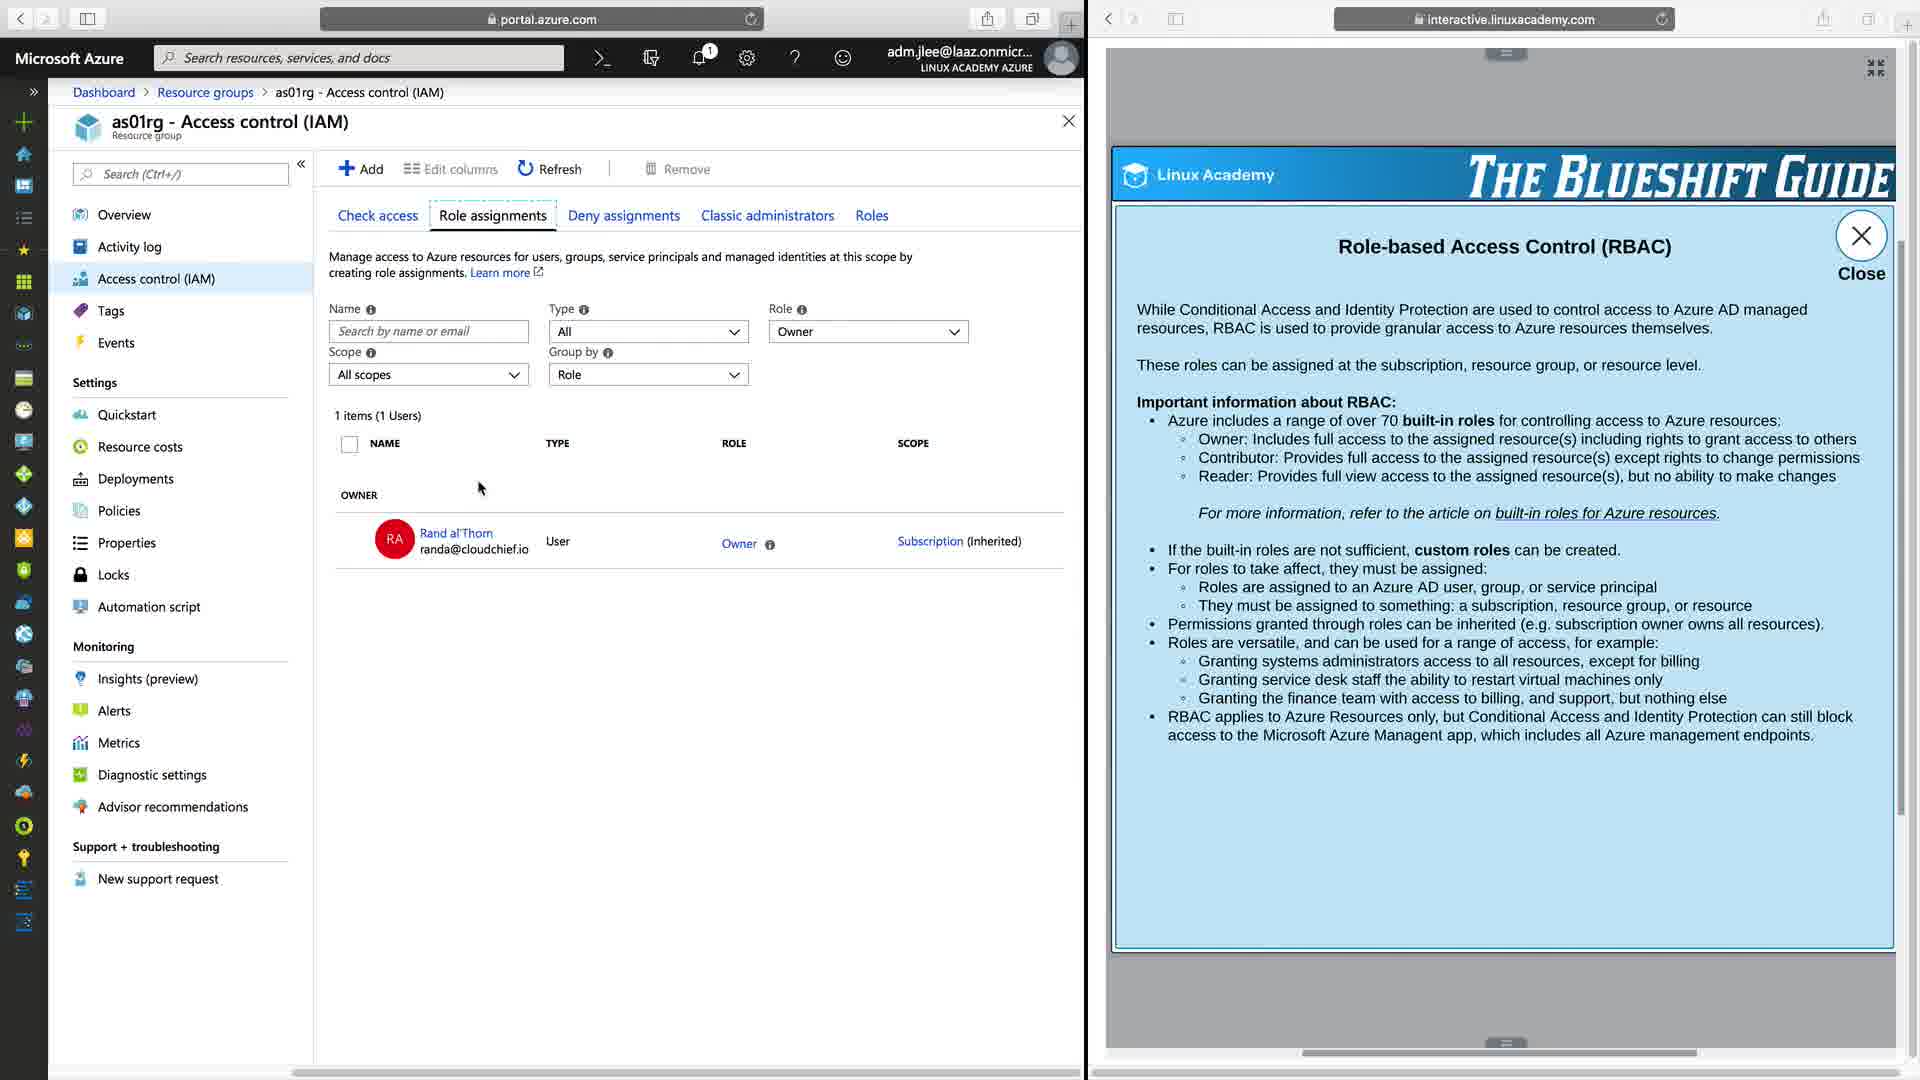 portal.azure.com
Microsoft Azure
Search resources, services, and docs
1
adm.jlee@laaz.onmicr...
LINUX ACADEMY AZURE
Dashboard > Resource groups > as01rg - Access control (IAM)
as01rg - Access control (IAM)
Resource group
Search (Ctrl+/)
Overview
Activity log
Access control (IAM)
Tags
Events
Settings
Quickstart
Resource costs
Deployments
Policies
Properties
Locks
Automation script
Monitoring
Insights (preview)
Alerts
Metrics
Diagnostic settings
Advisor recommendations
Support + troubleshooting
New support request
Add
Edit columns
Refresh
Remove
Check access
Role assignments
Deny assignments
Classic administrators
Roles
Manage access to Azure resources for users, groups, service principals and managed identities at this scope by
creating role assignments. Learn more
Name
Type
Role
Search by name or email
All
Owner
Scope
Group by
All scopes
Role
1 items (1 Users)
NAME TYPE ROLE SCOPE
OWNER
RA
Rand al'Thorn
randa@cloudchief.io
User
Owner
Subscription (Inherited)
interactive.linuxacademy.com
Linux Academy
THE BLUESHIFT GUIDE
Role-based Access Control (RBAC)
Close
While Conditional Access and Identity Protection are used to control access to Azure AD managed
resources, RBAC is used to provide granular access to Azure resources themselves.
These roles can be assigned at the subscription, resource group, or resource level.
Important information about RBAC:
• Azure includes a range of over 70 built-in roles for controlling access to Azure resources:
◦ Owner: Includes full access to the assigned resource(s) including rights to grant access to others
◦ Contributor: Provides full access to the assigned resource(s) except rights to change permissions
◦ Reader: Provides full view access to the assigned resource(s), but no ability to make changes
For more information, refer to the article on built-in roles for Azure resources.
• If the built-in roles are not sufficient, custom roles can be created.
• For roles to take affect, they must be assigned:
◦ Roles are assigned to an Azure AD user, group, or service principal
◦ They must be assigned to something: a subscription, resource group, or resource
• Permissions granted through roles can be inherited (e.g. subscription owner owns all resources).
• Roles are versatile, and can be used for a range of access, for example:
◦ Granting systems administrators access to all resources, except for billing
◦ Granting service desk staff the ability to restart virtual machines only
◦ Granting the finance team with access to billing, and support, but nothing else
• RBAC applies to Azure Resources only, but Conditional Access and Identity Protection can still block
access to the Microsoft Azure Managent app, which includes all Azure management endpoints.